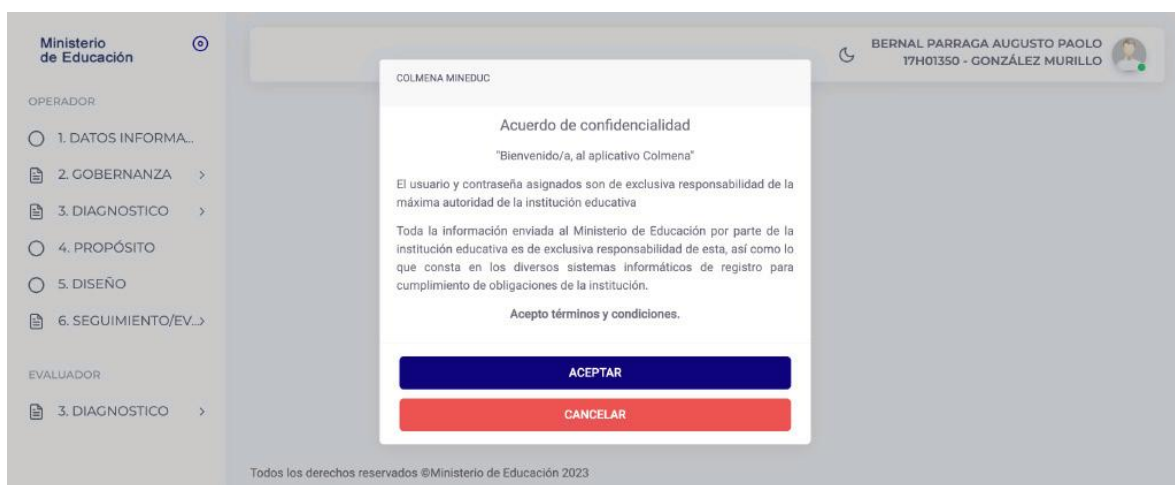 Ministerio
de Educación
OPERADOR
1. DATOS INFORMA...
2. GOBERNANZA
3. DIAGNOSTICO
4. PROPÓSITO
5. DISEÑO
6. SEGUIMIENTO/EV...
EVALUADOR
3. DIAGNOSTICO
BERNAL PARRAGA AUGUSTO PAOLO
17H01350 - GONZÁLEZ MURILLO
COLMENA MINEDUC
Acuerdo de confidencialidad
"Bienvenido/a, al aplicativo Colmena"
El usuario y contraseña asignados son de exclusiva responsabilidad de la
máxima autoridad de la institución educativa
Toda la información enviada al Ministerio de Educación por parte de la
institución educativa es de exclusiva responsabilidad de esta, así como lo
que consta en los diversos sistemas informáticos de registro para
cumplimiento de obligaciones de la institución.
Acepto términos y condiciones.
ACEPTAR
CANCELAR
Todos los derechos reservados ©Ministerio de Educación 2023